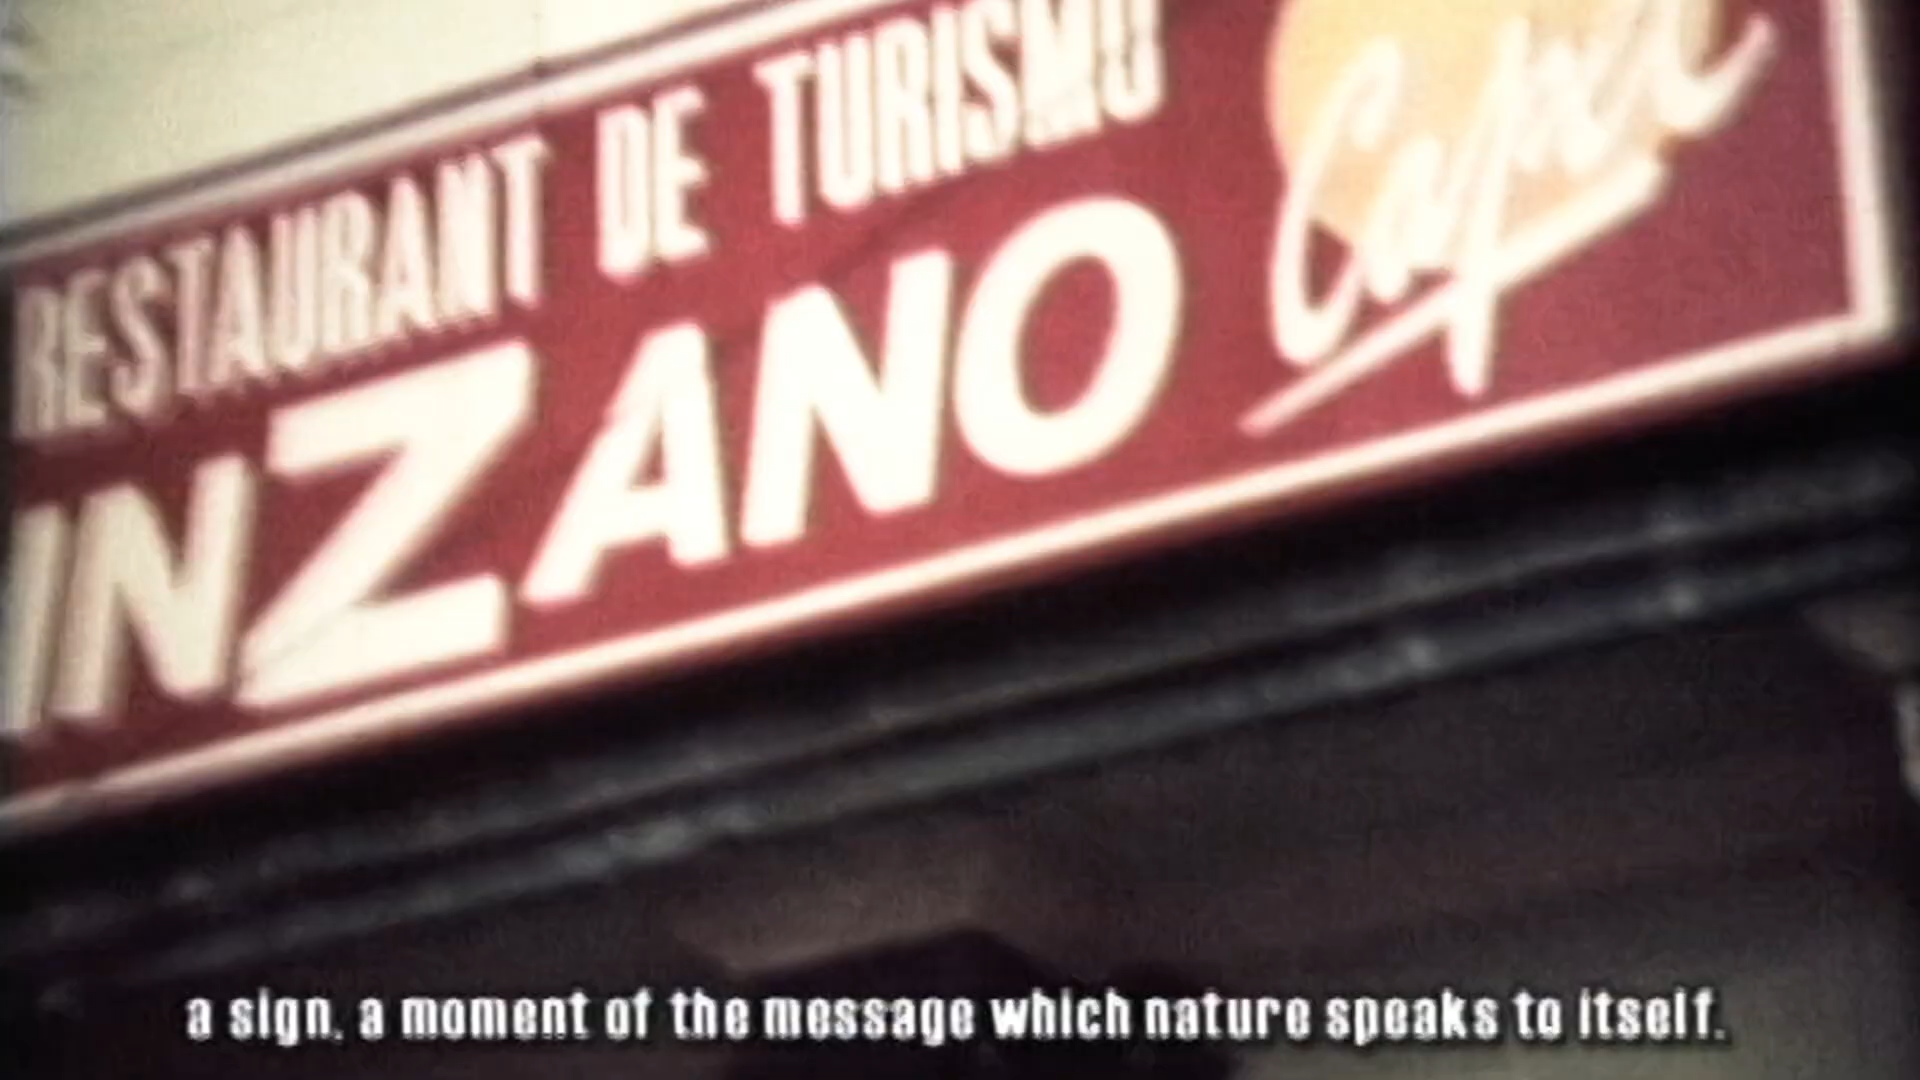 RESTAURANT DE TURISMO
INZANO
a sign, a moment of the message which nature speaks to itself.